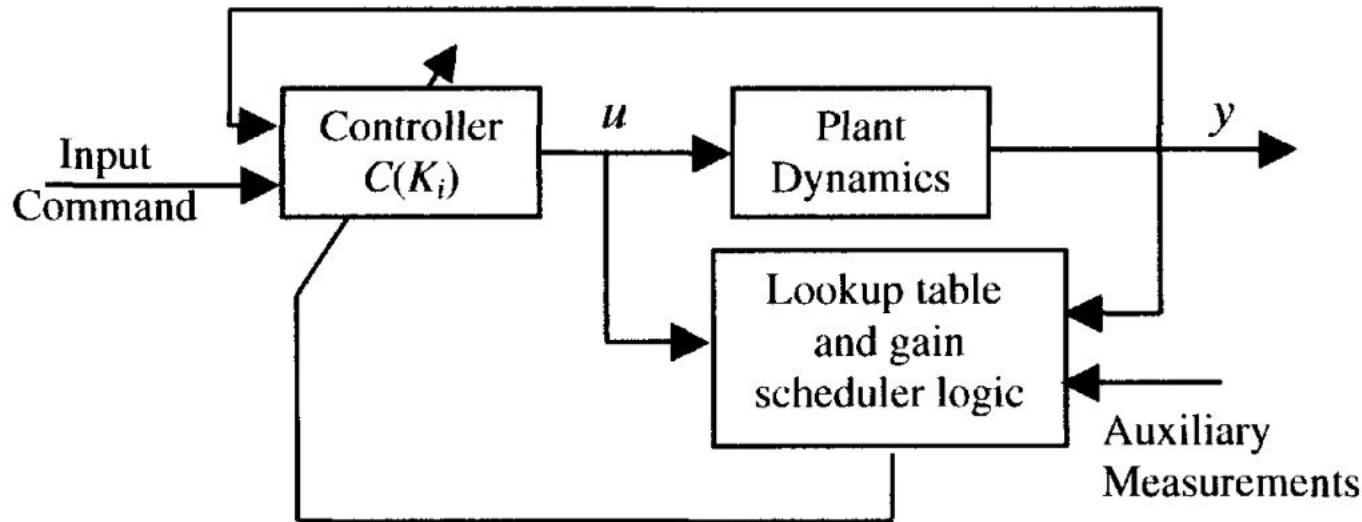 Input
Command
Controller
C(K_i)
u
Plant
Dynamics
y
Lookup table
and gain
scheduler logic
Auxiliary
Measurements